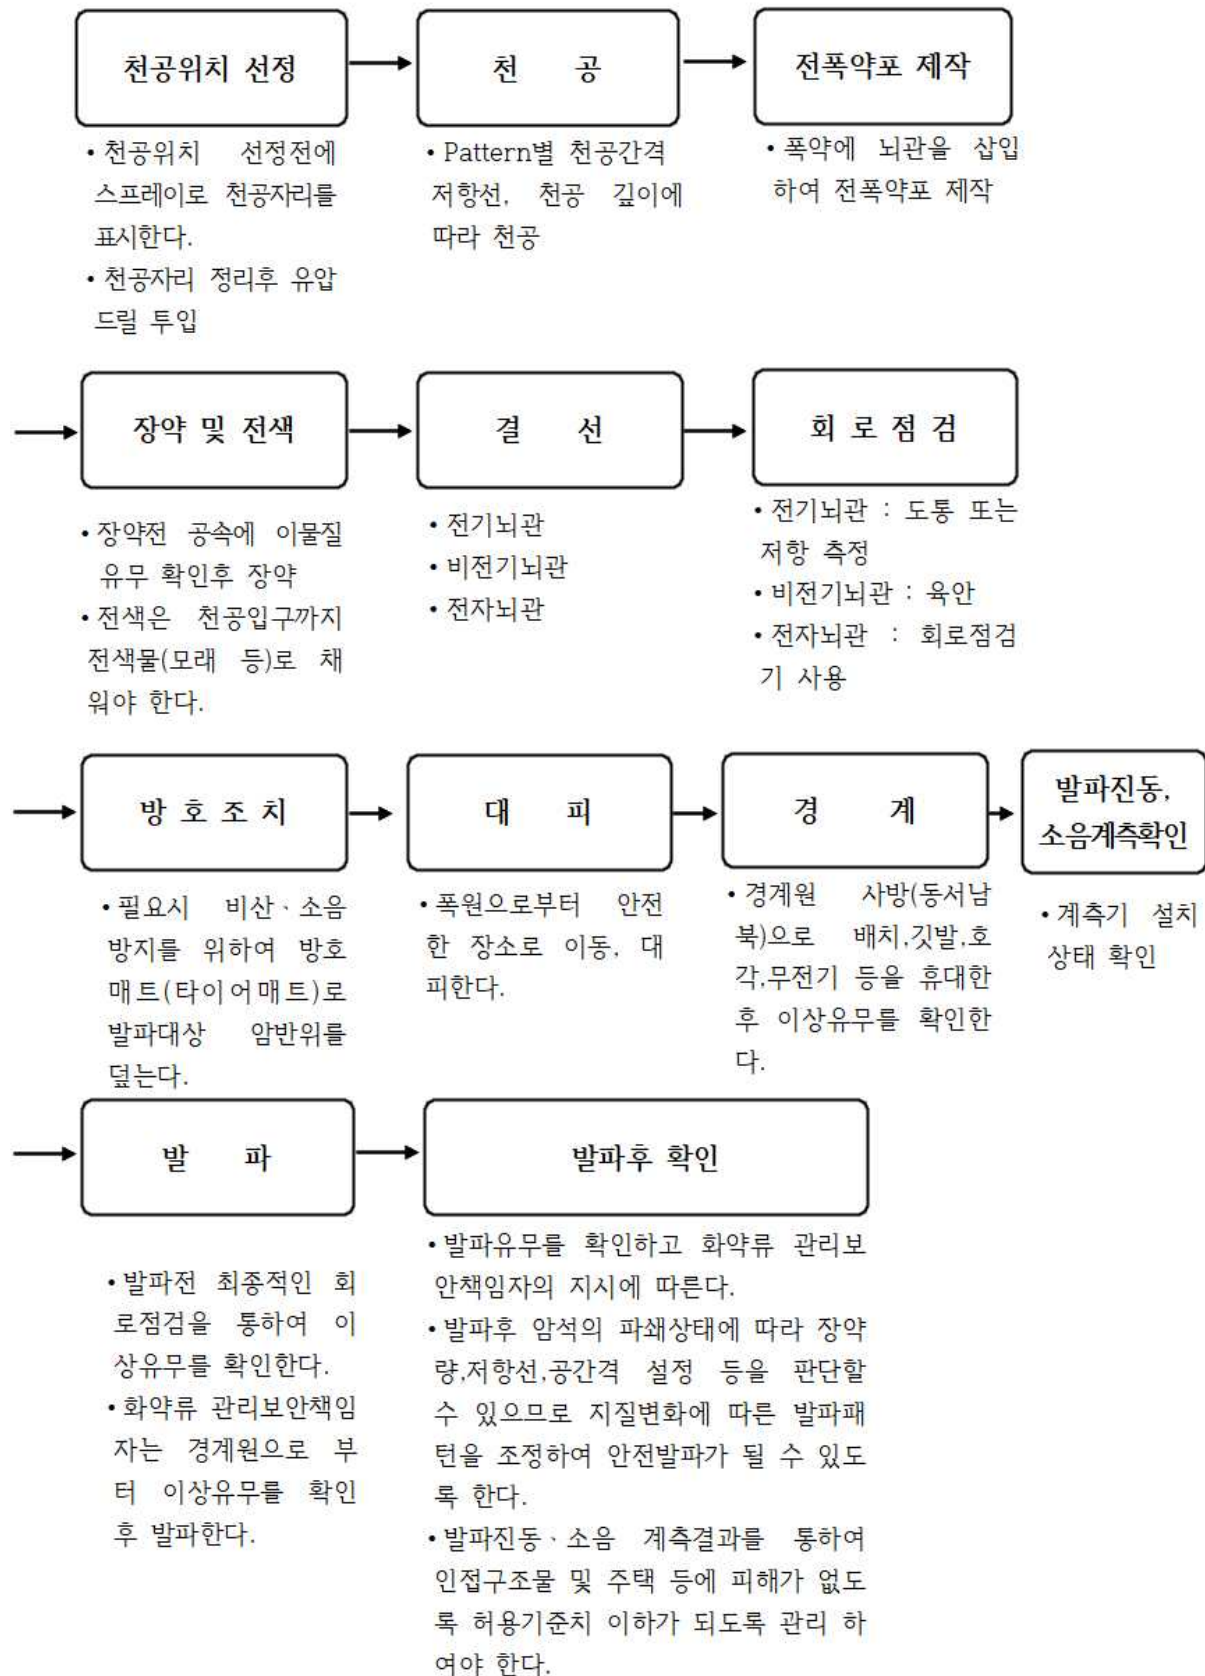 천공위치 선정
천 공
전폭약포 제작
• 천공위치 선정전에
스프레이로 천공자리를
표시한다.
• 천공자리 정리후 유압
드릴 투입
• Pattern별 천공간격
저항선, 천공 깊이에
따라 천공
• 폭약에 뇌관을 삽입
하여 전폭약포 제작
장약 및 전색
결 선
회 로 점 검
• 장약전 공속에 이물질
유무 확인후 장약
• 전색은 천공입구까지
전색물(모래 등)로 채
워야 한다.
• 전기뇌관
• 비전기뇌관
• 전자뇌관
• 전기뇌관 : 도통 또는
저항 측정
• 비전기뇌관 : 육안
• 전자뇌관 : 회로점검
기 사용
방 호 조 치
대 피
경 계
발파진동,
소음계측확인
• 필요시 비산ㆍ소음
방지를 위하여 방호
매트(타이어매트)로
발파대상 암반위를
덮는다.
• 폭원으로부터 안전
한 장소로 이동, 대
피한다.
• 경계원 사방(동서남
북)으로 배치,깃발,호
각,무전기 등을 휴대한
후 이상유무를 확인한
다.
• 계측기 설치
상태 확인
발 파
발파후 확인
• 발파전 최종적인 회
로점검을 통하여 이
상유무를 확인한다.
• 화약류 관리보안책임
자는 경계원으로 부
터 이상유무를 확인
후 발파한다.
• 발파유무를 확인하고 화약류 관리보
안책임자의 지시에 따른다.
• 발파후 암석의 파쇄상태에 따라 장약
량,저항선,공간격 설정 등을 판단할
수 있으므로 지질변화에 따른 발파패
턴을 조정하여 안전발파가 될 수 있도
록 한다.
• 발파진동ㆍ소음 계측결과를 통하여
인접구조물 및 주택 등에 피해가 없도
록 허용기준치 이하가 되도록 관리 하
여야 한다.